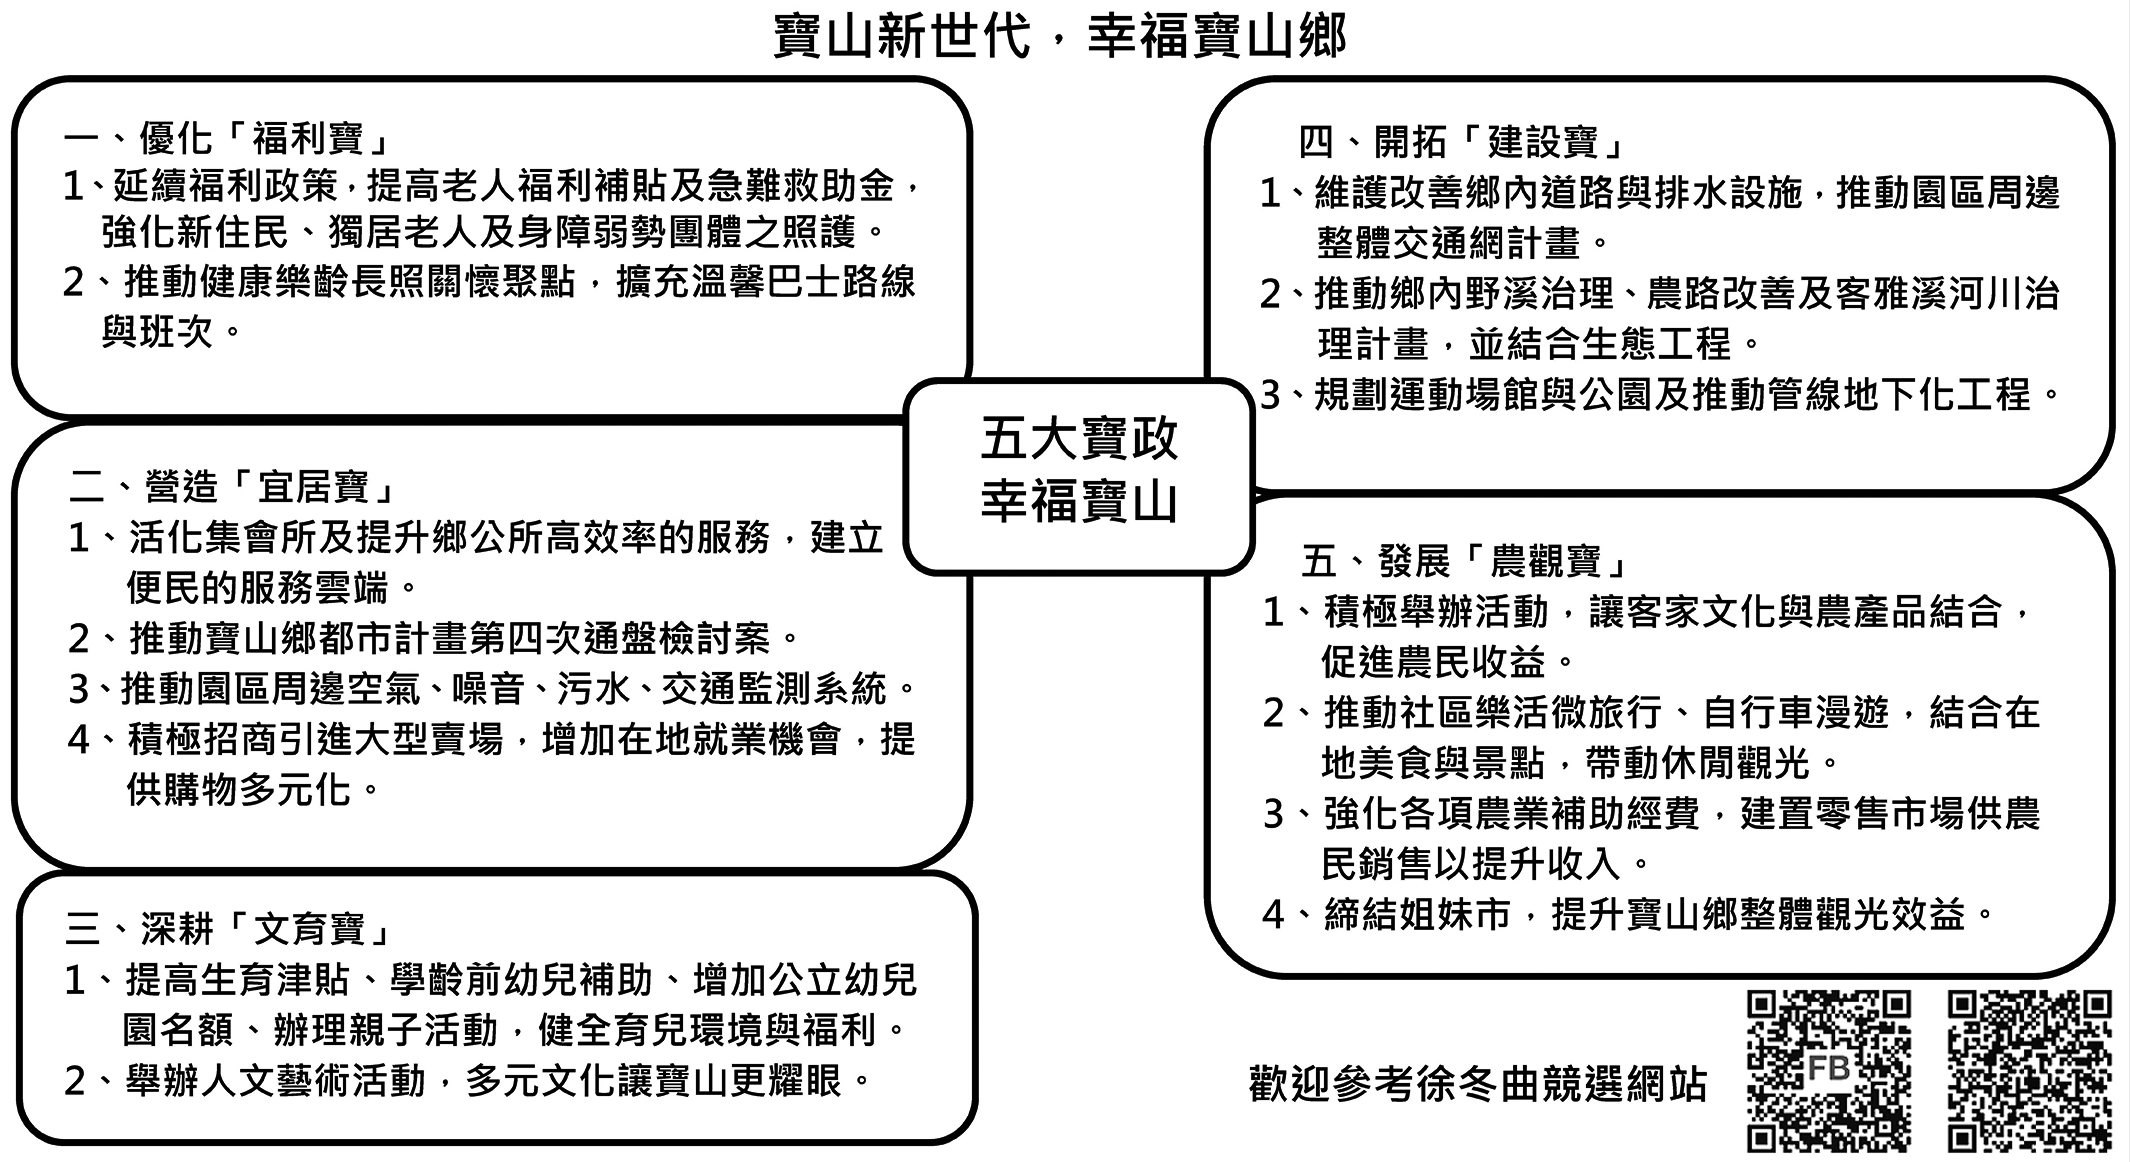 寶山新世代，幸福寶山鄉
一、優化「福利寶」
1、延續福利政策，提高老人福利補貼及急難救助金，
強化新住民、獨居老人及身障弱勢團體之照護。
2、推動健康樂齡長照關懷聚點，擴充溫馨巴士路線
與班次。
二、營造「宜居寶」
1、活化集會所及提升鄉公所高效率的服務，建立
便民的服務雲端。
2、推動寶山鄉都市計畫第四次通盤檢討案。
3、推動園區周邊空氣、噪音、污水、交通監測系統。
4、積極招商引進大型賣場，增加在地就業機會，提
供購物多元化。
三、深耕「文育寶」
1、提高生育津貼、學齡前幼兒補助、增加公立幼兒
園名額、辦理親子活動，健全育兒環境與福利。
2、舉辦人文藝術活動，多元文化讓寶山更耀眼。
五大寶政
幸福寶山
四、開拓「建設寶」
1、維護改善鄉內道路與排水設施，推動園區周邊
整體交通網計畫。
2、推動鄉內野溪治理、農路改善及客雅溪河川治
理計畫，並結合生態工程。
3、規劃運動場館與公園及推動管線地下化工程。
五、發展「農觀寶」
1、積極舉辦活動，讓客家文化與農產品結合，
促進農民收益。
2、推動社區樂活微旅行、自行車漫遊，結合在
地美食與景點，帶動休閒觀光。
3、強化各項農業補助經費，建置零售市場供農
民銷售以提升收入。
4、締結姐妹市，提升寶山鄉整體觀光效益。
歡迎參考徐冬曲競選網站
FB